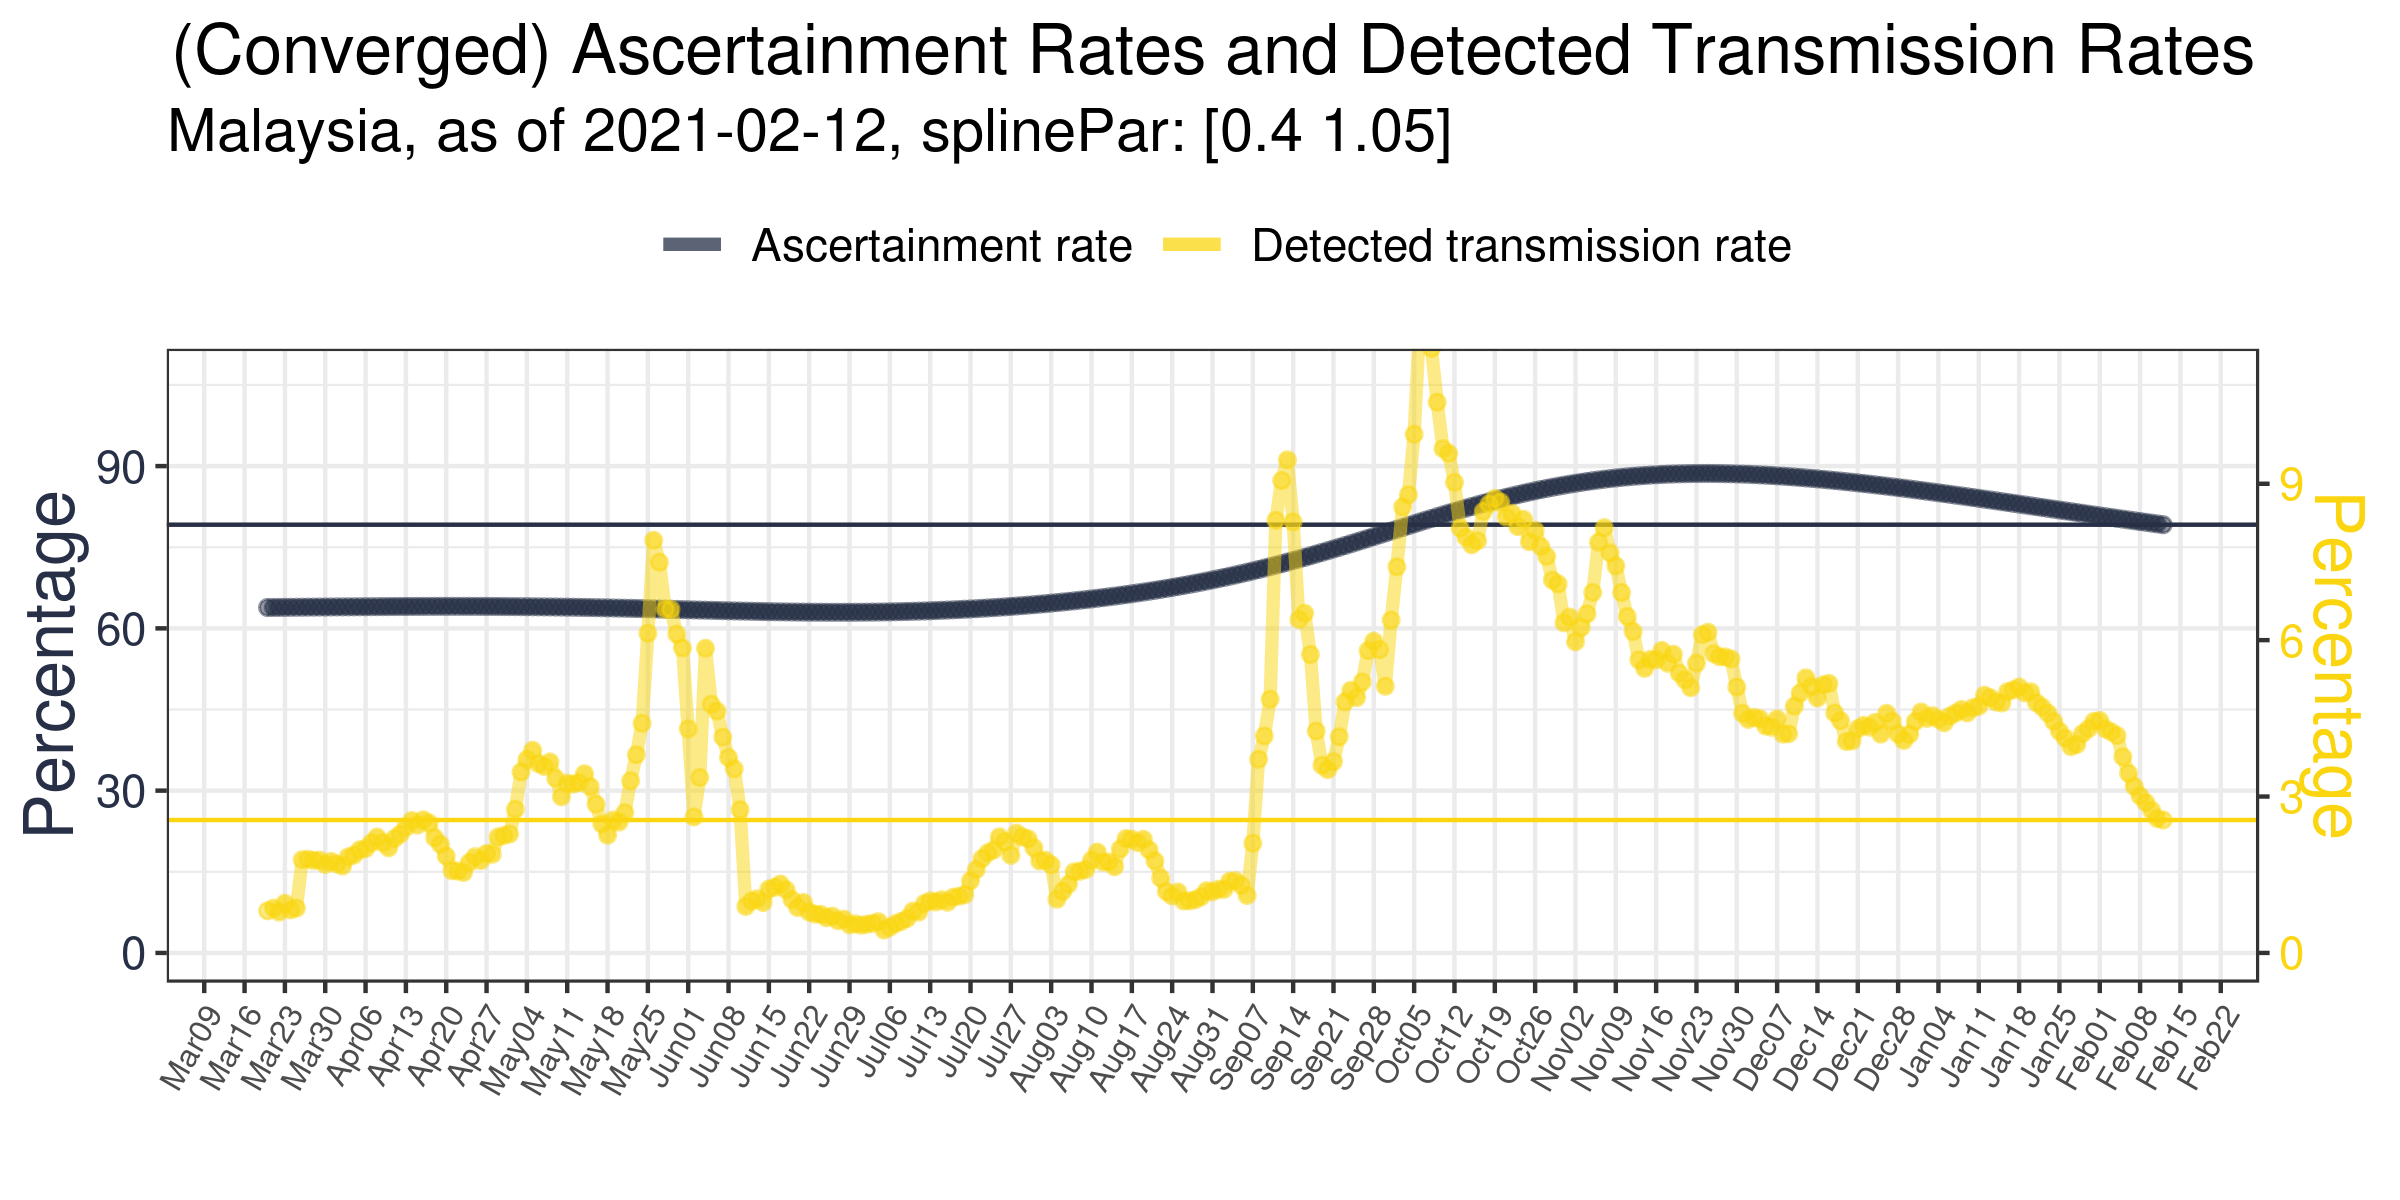 (Converged) Ascertainment Rates and Detected Transmission Rates
Malaysia, as of 2021-02-12, splinePar: [0.4 1.05]
Ascertainment rate Detected transmission rate
Percentage
90
60
30
0
9
6
3
0
Percentage
Mar09 Mar16 Mar23 Mar30 Apr06 Apr13 Apr20 Apr27 May04 May11 May18 May25 Jun01 Jun08 Jun15 Jun22 Jun29 Jul06 Jul13 Jul20 Jul27 Aug03 Aug10 Aug17 Aug24 Aug31 Sep07 Sep14 Sep21 Sep28 Oct05 Oct12 Oct19 Oct26 Nov02 Nov09 Nov16 Nov23 Nov30 Dec07 Dec14 Dec21 Dec28 Jan04 Jan11 Jan18 Jan25 Feb01 Feb08 Feb15 Feb22